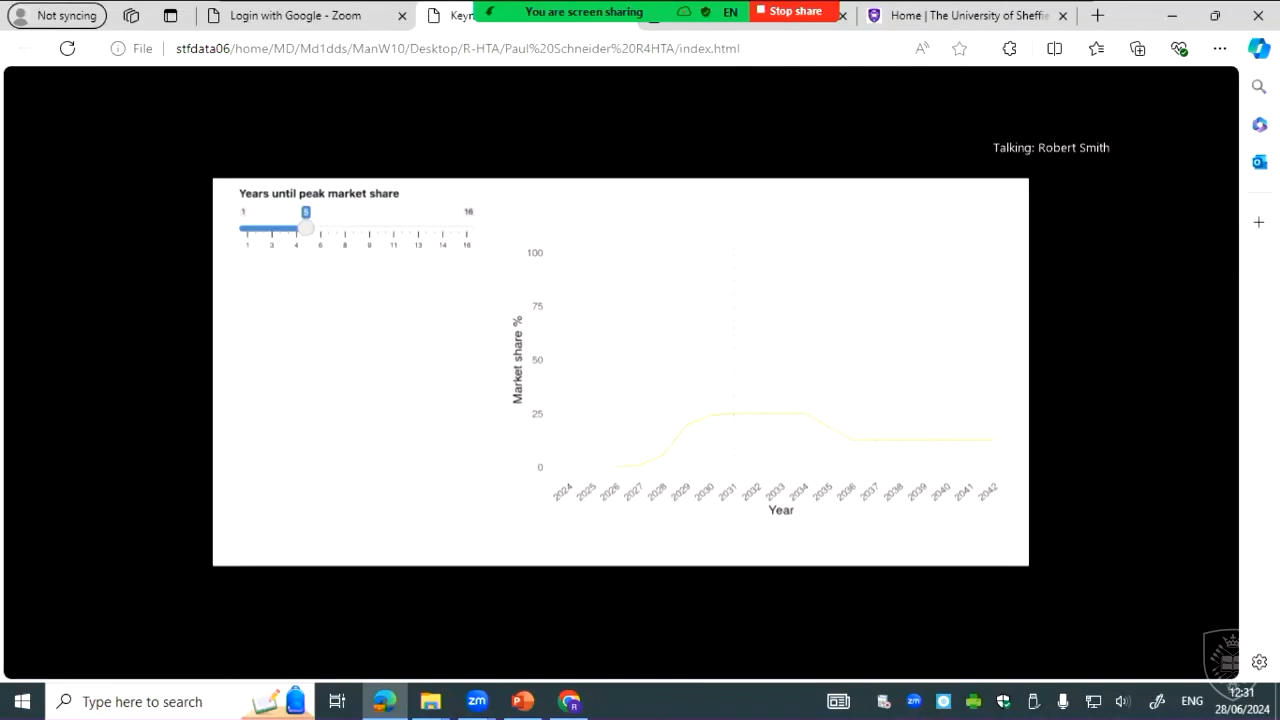 Not syncing
Login with Google - Zoom
Keyn
You are screen sharing
EN
Stop share
Home | The University of Sheffie
File
stfdata06/home/MD/Md1dds/ManW10/Desktop/R-HTA/Paul%20Schneider%20R4HTA/index.html
Talking: Robert Smith
Years until peak market share
1 5 16
1 3 4 6 8 9 11 13 14 16
100
75
50
25
0
Market share %
2024 2025 2026 2027 2028 2029 2030 2031 2032 2033 2034 2035 2036 2037 2038 2039 2040 2041 2042
Year
Type here to search
zm
P
R
zm
ENG
12:31
28/06/2024